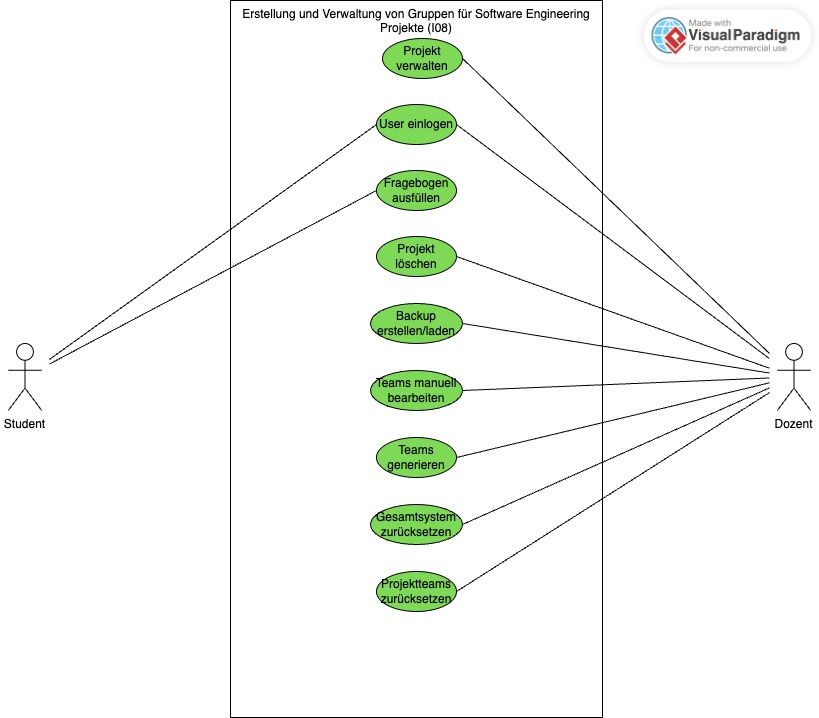 Erstellung und Verwaltung von Gruppen für Software Engineering
Projekte (I08)
Made with
VisualParadigm
For non-commercial use
Projekt
verwalten
User einlogen
Fragebogen
ausfüllen
Projekt
löschen
Backup
erstellen/laden
Teams manuell
bearbeiten
Teams
generieren
Gesamtsystem
zurücksetzen
Projektteams
zurücksetzen
Student
Dozent